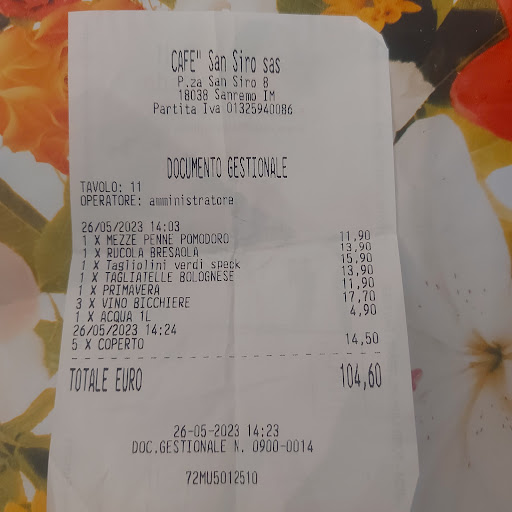 CAFE" San Siro sas
P.za San Siro 8
18038 Sanremo IM
Partita Iva 01325940086
DOCUMENTO GESTIONALE
TAVOLO: 11
OPERATORE: amministratore
26/05/2023 14:03
1 X MEZZE PENNE POMODORO 11,90
1 X RUCOLA BRESAOLA 13,90
1 X Tagliolini verdi speck 15,90
1 X TAGLIATELLE BOLOGNESE 13,90
1 X PRIMAVERA 11,90
3 X VINO BICCHIERE 17,70
1 X ACQUA 1L 4,90
26/05/2023 14:24
5 X COPERTO 14,50
TOTALE EURO 104,60
26-05-2023 14:23
DOC.GESTIONALE N. 0900-0014
72MU5012510